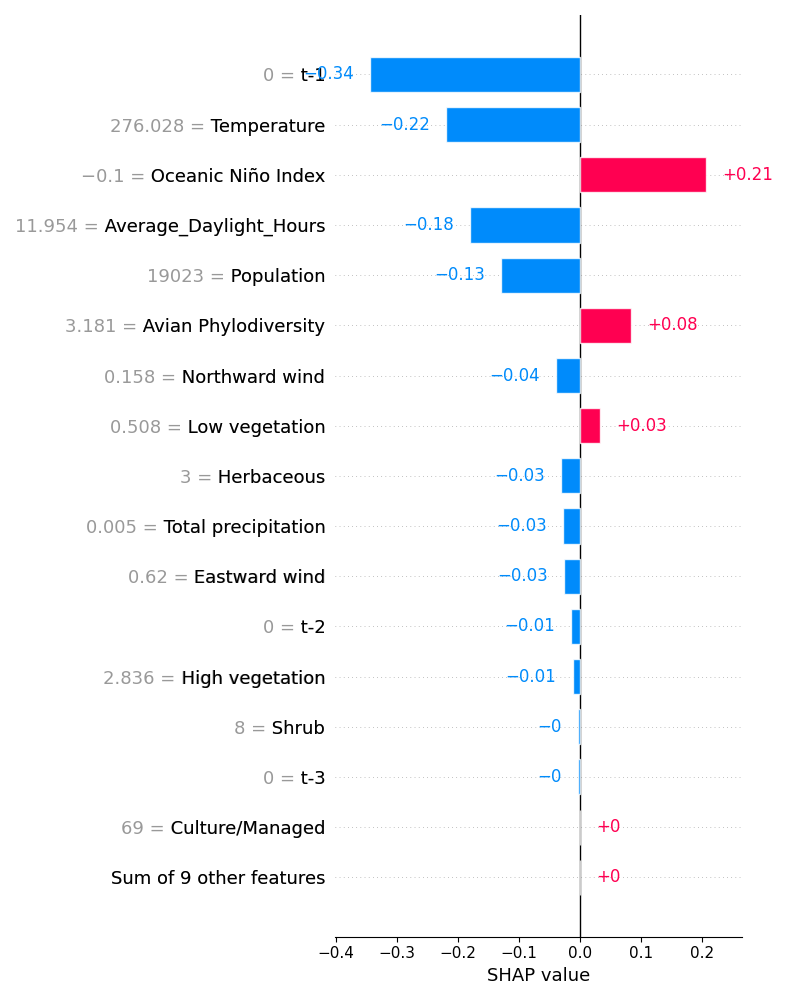 0 = t-1 −0.34
276.028 = Temperature −0.22
−0.1 = Oceanic Niño Index +0.21
11.954 = Average_Daylight_Hours −0.18
19023 = Population −0.13
3.181 = Avian Phylodiversity +0.08
0.158 = Northward wind −0.04
0.508 = Low vegetation +0.03
3 = Herbaceous −0.03
0.005 = Total precipitation −0.03
0.62 = Eastward wind −0.03
0 = t-2 −0.01
2.836 = High vegetation −0.01
8 = Shrub −0
0 = t-3 −0
69 = Culture/Managed +0
Sum of 9 other features +0
−0.4 −0.3 −0.2 −0.1 0.0 0.1 0.2
SHAP value